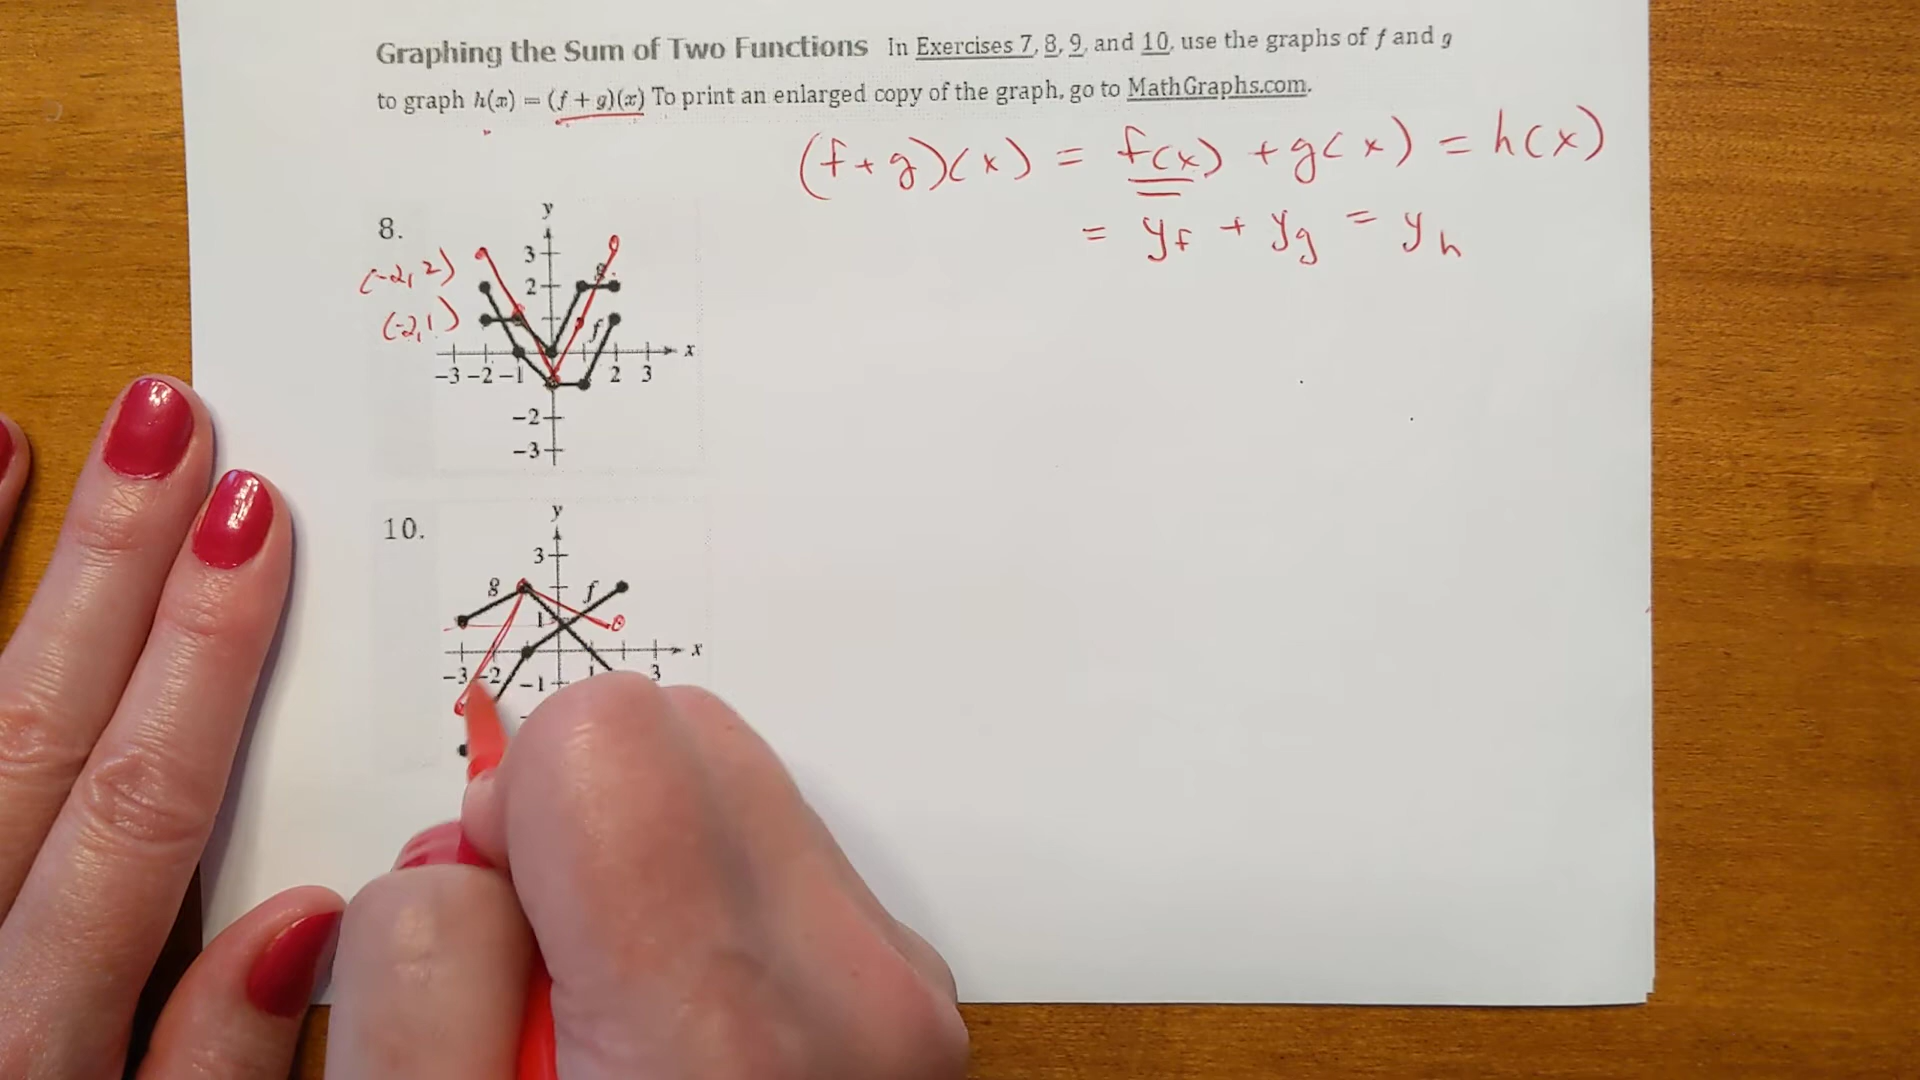 Graphing the Sum of Two Functions In Exercises 7, 8, 9, and 10, use the graphs of f and g
to graph h(x) = (f + g)(x) To print an enlarged copy of the graph, go to MathGraphs.com.
(f+g)(x) = f(x) + g(x) = h(x)
= yf + yg = yh
8.
y
(-2, 2)
3
g
2
(-2, 1)
f
x
−3 −2 −1 2 3
−2
−3
10.
y
3
g f
1
x
−3 −2 1 3
−1